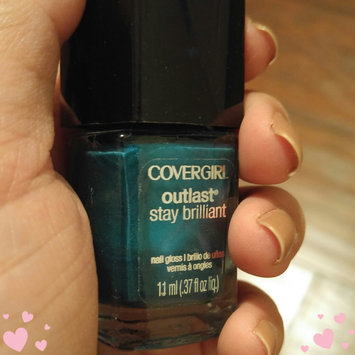 COVERGIRL
outlast®
stay brilliant
nail gloss | brillo de uñas
vernis à ongles
11 ml (.37 fl oz liq.)